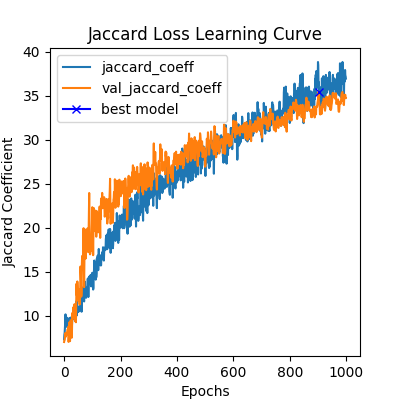 Jaccard Loss Learning Curve
jaccard_coeff
val_jaccard_coeff
best model
Jaccard Coefficient
40
35
30
25
20
15
10
0 200 400 600 800 1000
Epochs